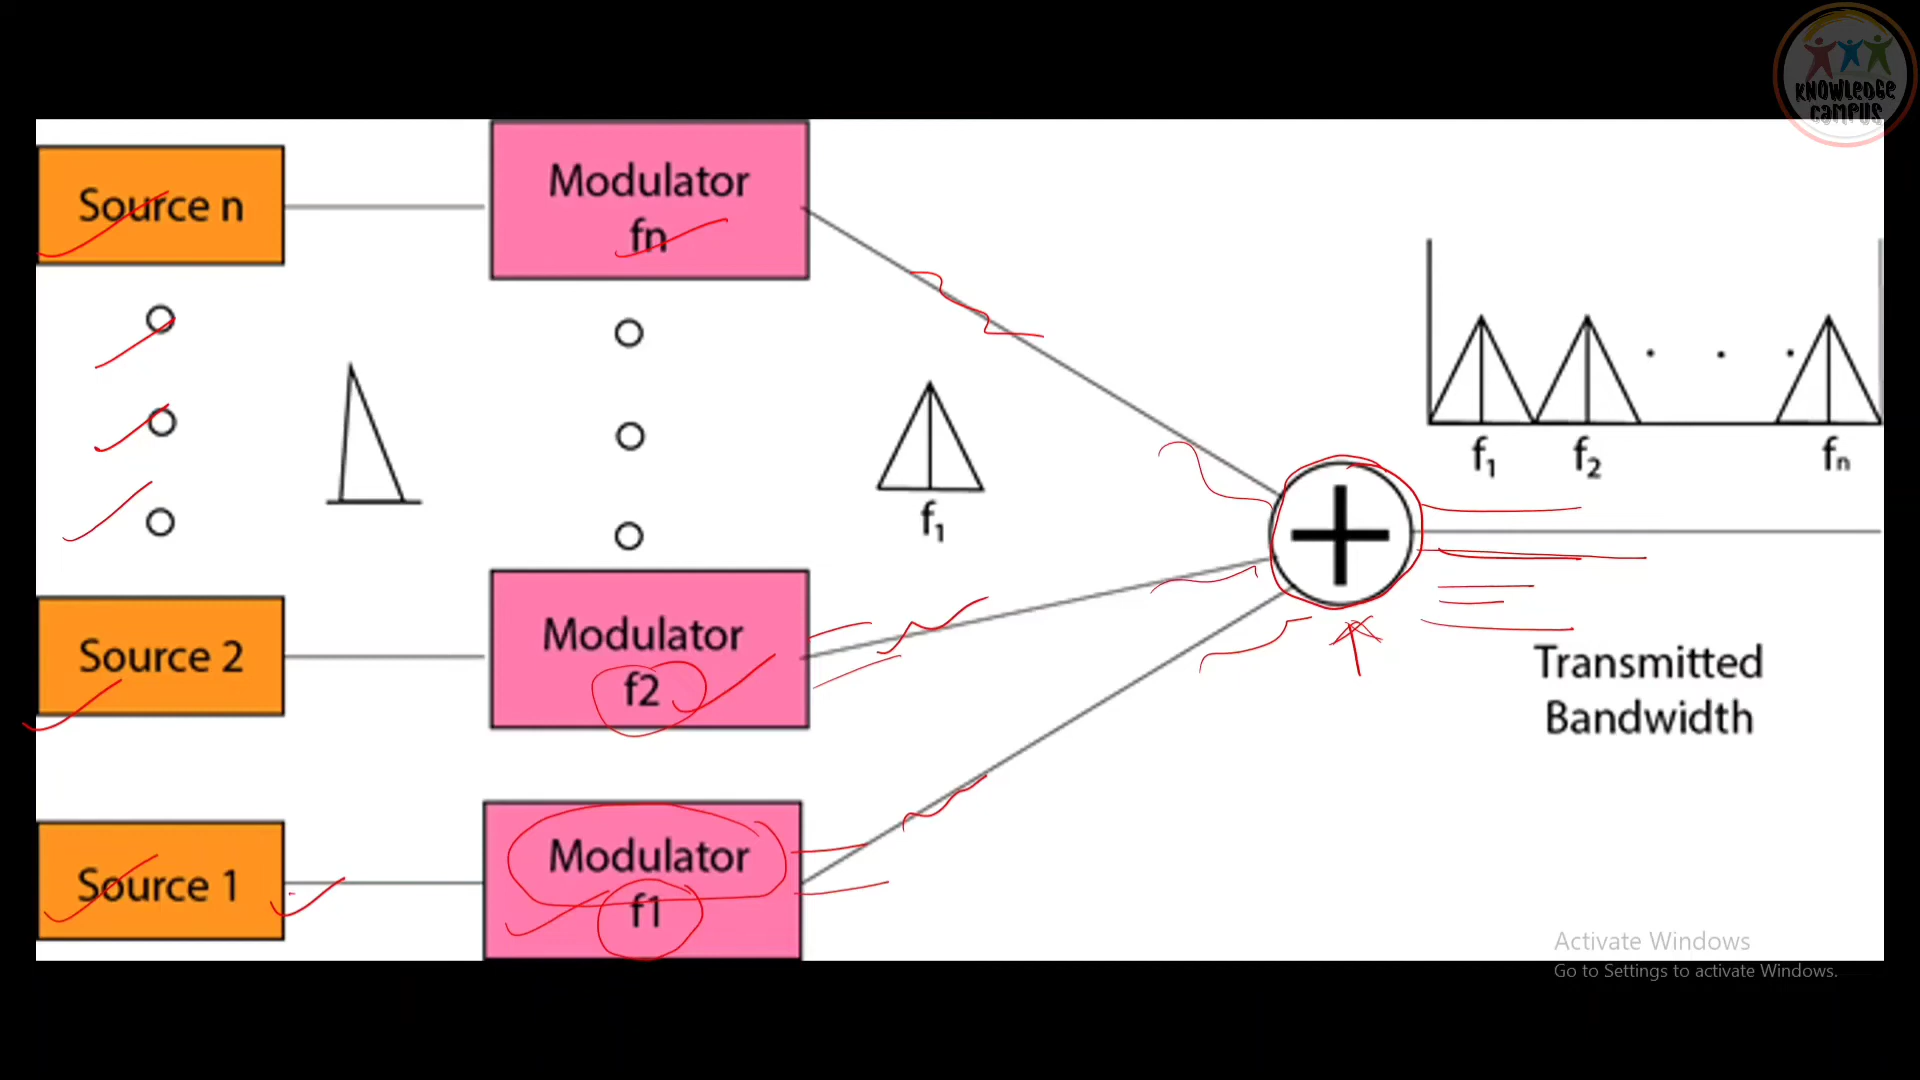 KNOWLEDGE
CAMPUS
Source n
Modulator
fn
f₁
f₁ f₂ fₙ
Source 2
Modulator
f2
Transmitted
Bandwidth
Source 1
Modulator
f1
Activate Windows
Go to Settings to activate Windows.